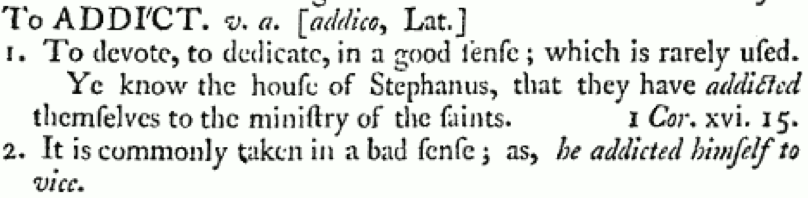 To ADDI'CT. v. a. [addico, Lat.]
1. To devote, to dedicate, in a good ſenſe; which is rarely uſed.
Ye know the houſe of Stephanus, that they have addicted
themſelves to the miniſtry of the ſaints. 1 Cor. xvi. 15.
2. It is commonly taken in a bad ſenſe; as, he addicted himſelf to
vice.